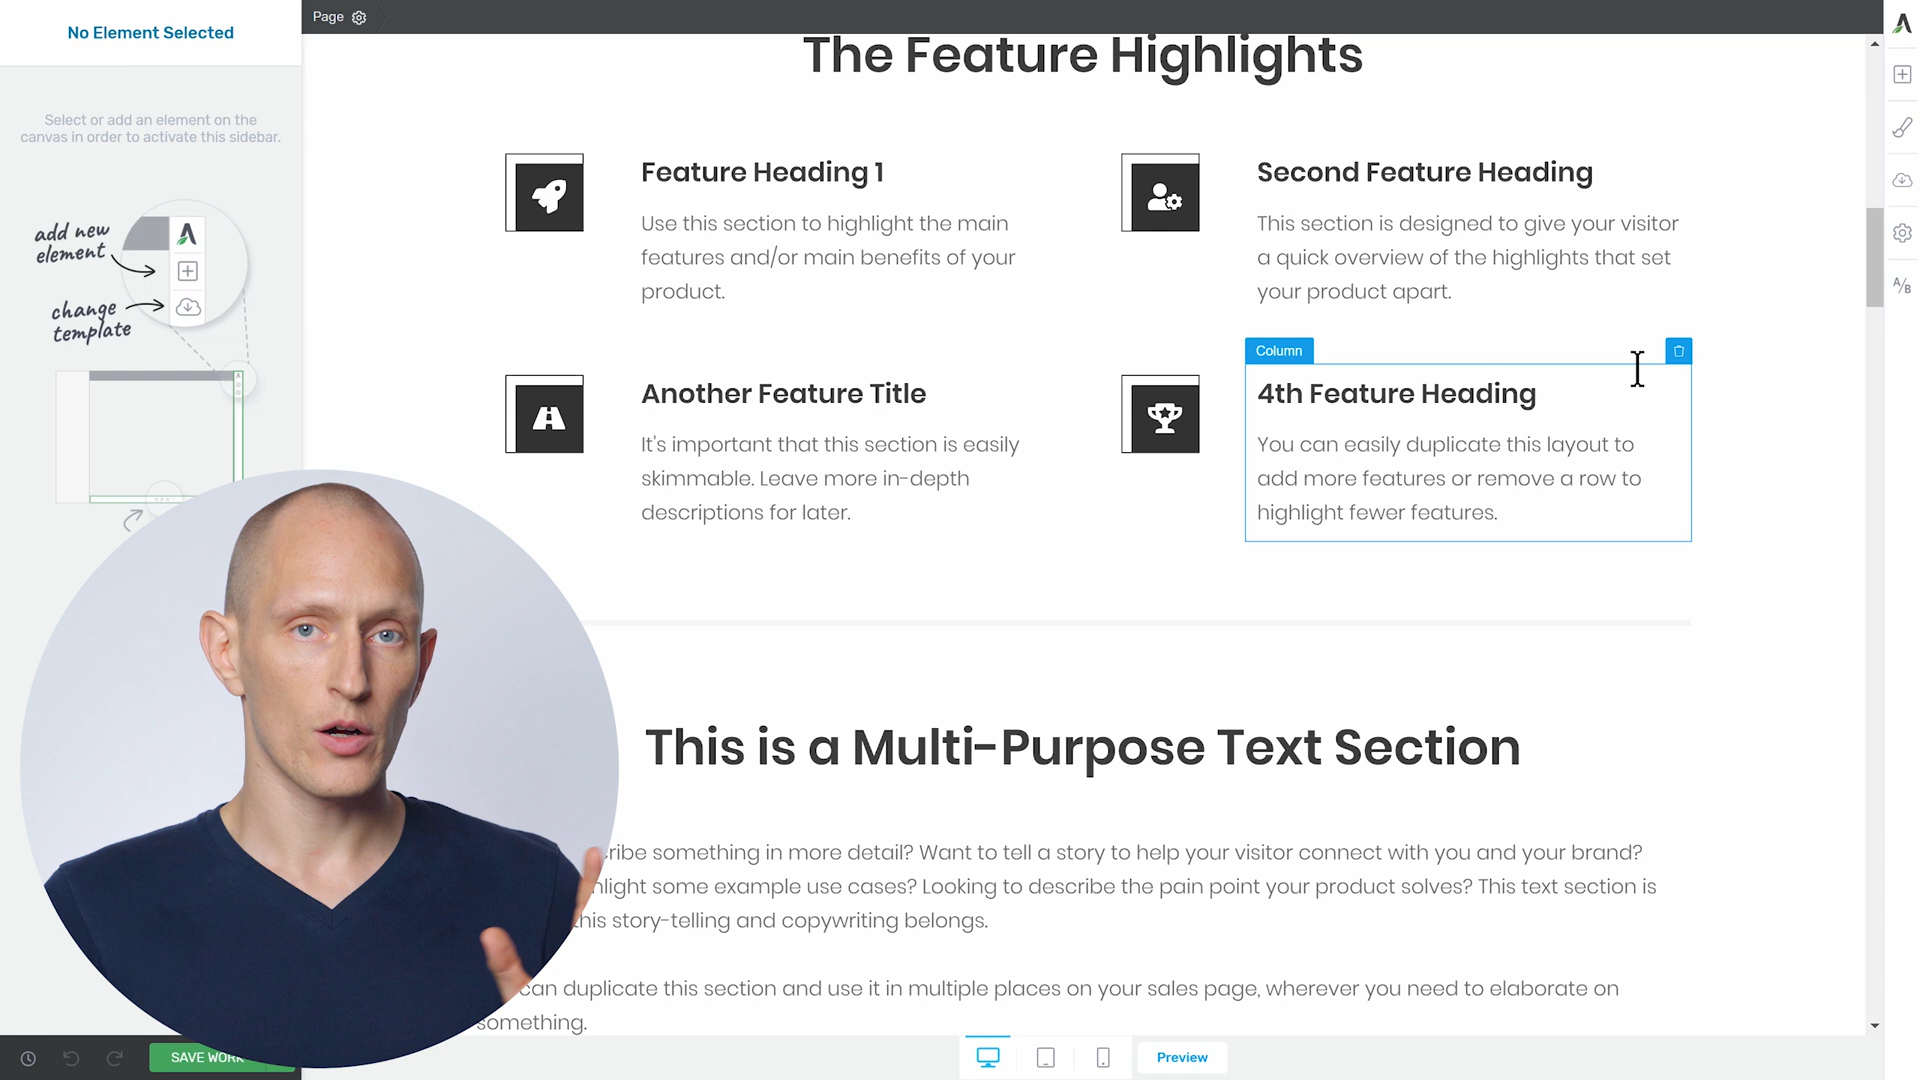 No Element Selected
Page
Select or add an element on the
canvas in order to activate this sidebar.
add new
element
change
template
The Feature Highlights
Feature Heading 1
Use this section to highlight the main
features and/or main benefits of your
product.
Second Feature Heading
This section is designed to give your visitor
a quick overview of the highlights that set
your product apart.
Another Feature Title
It's important that this section is easily
skimmable. Leave more in-depth
descriptions for later.
Column
4th Feature Heading
You can easily duplicate this layout to
add more features or remove a row to
highlight fewer features.
This is a Multi-Purpose Text Section
something in more detail? Want to tell a story to help your visitor connect with you and your brand?
some example use cases? Looking to describe the pain point your product solves? This text section is
this story-telling and copywriting belongs.
can duplicate this section and use it in multiple places on your sales page, wherever you need to elaborate on
something.
SAVE WORK
Preview
A/B